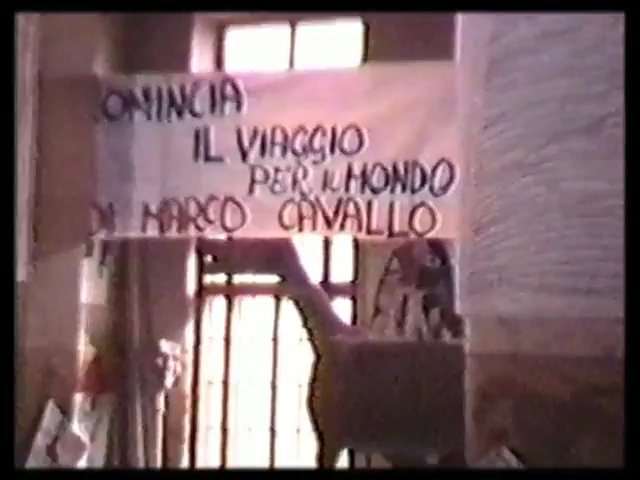 COMINCIA
IL VIAGGIO
PER IL MONDO
DI MARCO CAVALLO